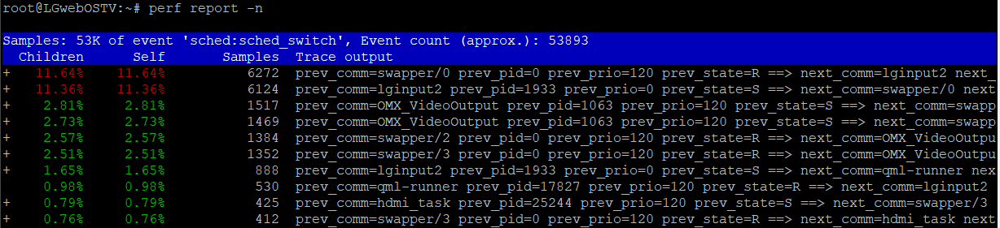 root@LGwebOSTV:~# perf report -n
Samples: 53K of event 'sched:sched_switch', Event count (approx.): 53893
Children Self Samples Trace output
+ 11.64% 11.64% 6272 prev_comm=swapper/0 prev_pid=0 prev_prio=120 prev_state=R ==> next_comm=lginput2 next_
+ 11.36% 11.36% 6124 prev_comm=lginput2 prev_pid=1933 prev_prio=0 prev_state=S ==> next_comm=swapper/0 next
+ 2.81% 2.81% 1517 prev_comm=OMX_VideoOutput prev_pid=1063 prev_prio=120 prev_state=S ==> next_comm=swapp
+ 2.73% 2.73% 1469 prev_comm=OMX_VideoOutput prev_pid=1063 prev_prio=120 prev_state=S ==> next_comm=swapp
+ 2.57% 2.57% 1384 prev_comm=swapper/2 prev_pid=0 prev_prio=120 prev_state=R ==> next_comm=OMX_VideoOutpu
+ 2.51% 2.51% 1352 prev_comm=swapper/3 prev_pid=0 prev_prio=120 prev_state=R ==> next_comm=OMX_VideoOutpu
+ 1.65% 1.65% 888 prev_comm=lginput2 prev_pid=1933 prev_prio=0 prev_state=S ==> next_comm=qml-runner nex
0.98% 0.98% 530 prev_comm=qml-runner prev_pid=17827 prev_prio=120 prev_state=R ==> next_comm=lginput2
+ 0.79% 0.79% 425 prev_comm=hdmi_task prev_pid=25244 prev_prio=120 prev_state=S ==> next_comm=swapper/3
+ 0.76% 0.76% 412 prev_comm=swapper/3 prev_pid=0 prev_prio=120 prev_state=R ==> next_comm=hdmi_task next